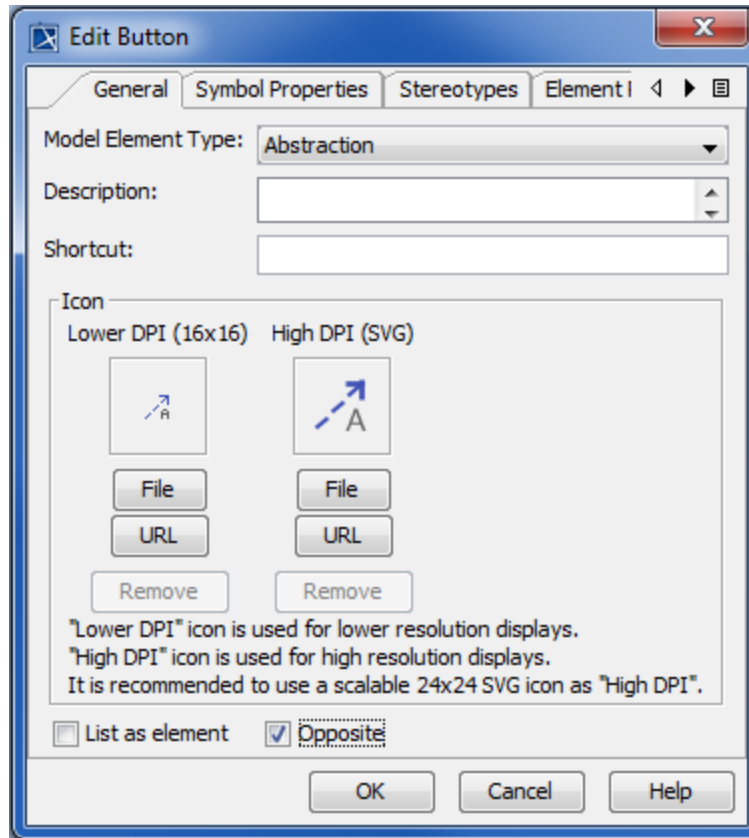 Edit Button
General Symbol Properties Stereotypes Element
Model Element Type: Abstraction
Description:
Shortcut:
Icon
Lower DPI (16x16) High DPI (SVG)
A A
File File
URL URL
Remove Remove
"Lower DPI" icon is used for lower resolution displays.
"High DPI" icon is used for high resolution displays.
It is recommended to use a scalable 24x24 SVG icon as "High DPI".
List as element Opposite
OK Cancel Help